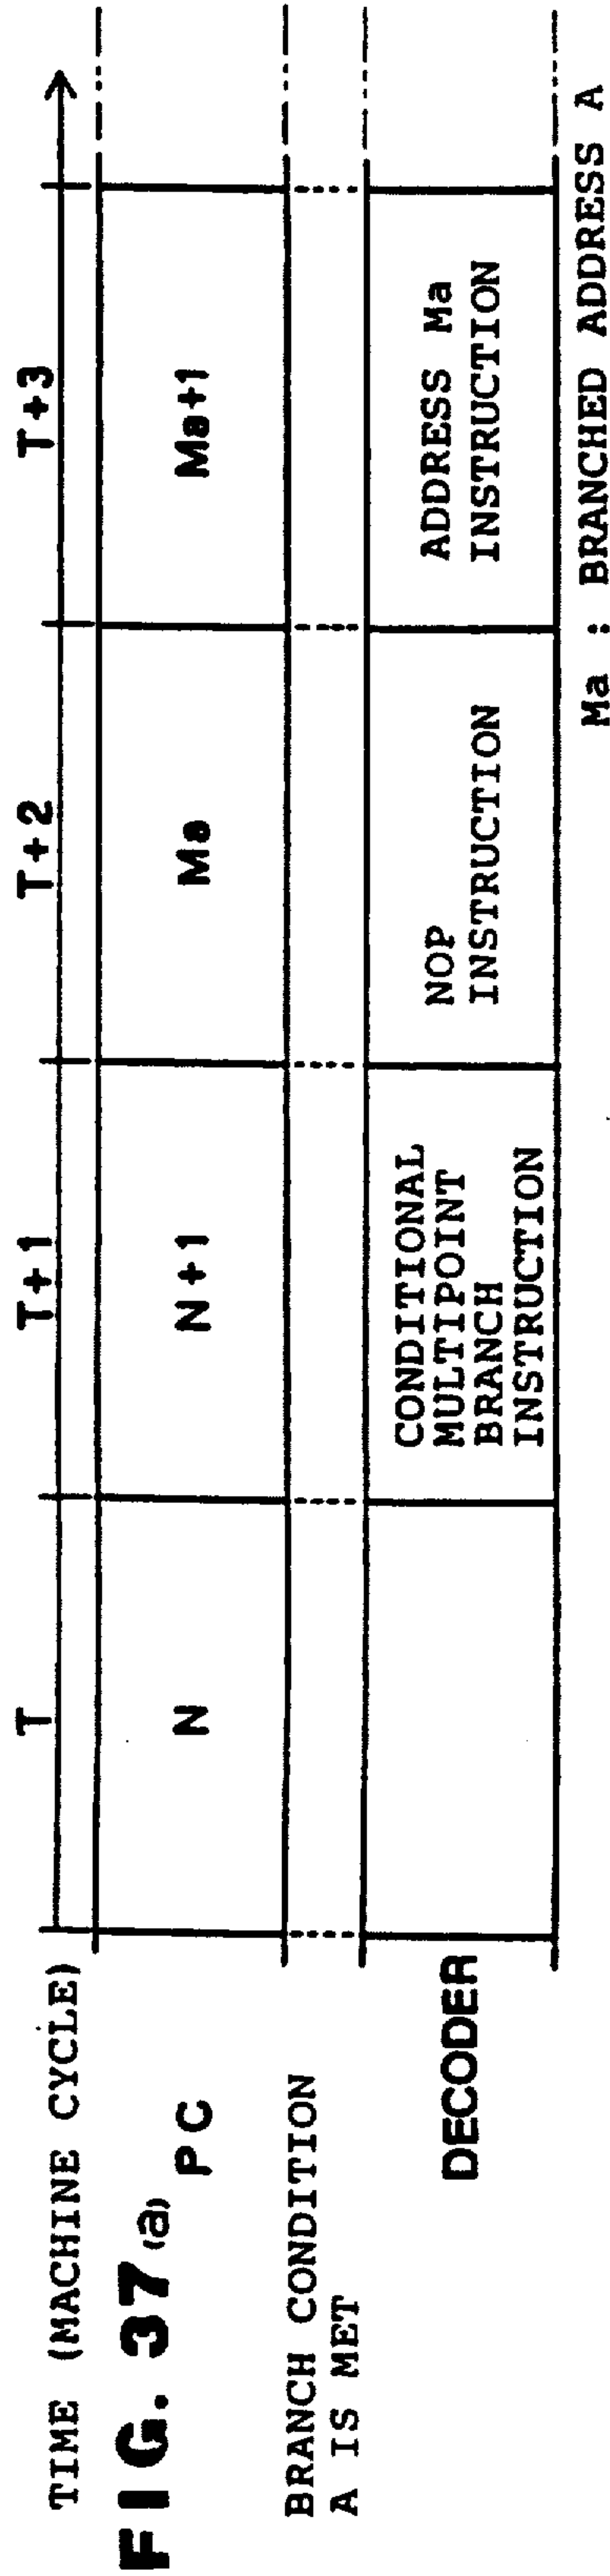 TIME (MACHINE CYCLE)
T
T+1
T+2
T+3
FIG. 37(a)
PC
N
N+1
Ma
Ma+1
BRANCH CONDITION
A IS MET
DECODER
CONDITIONAL
MULTIPOINT
BRANCH
INSTRUCTION
NOP
INSTRUCTION
ADDRESS Ma
INSTRUCTION
Ma : BRANCHED ADDRESS A